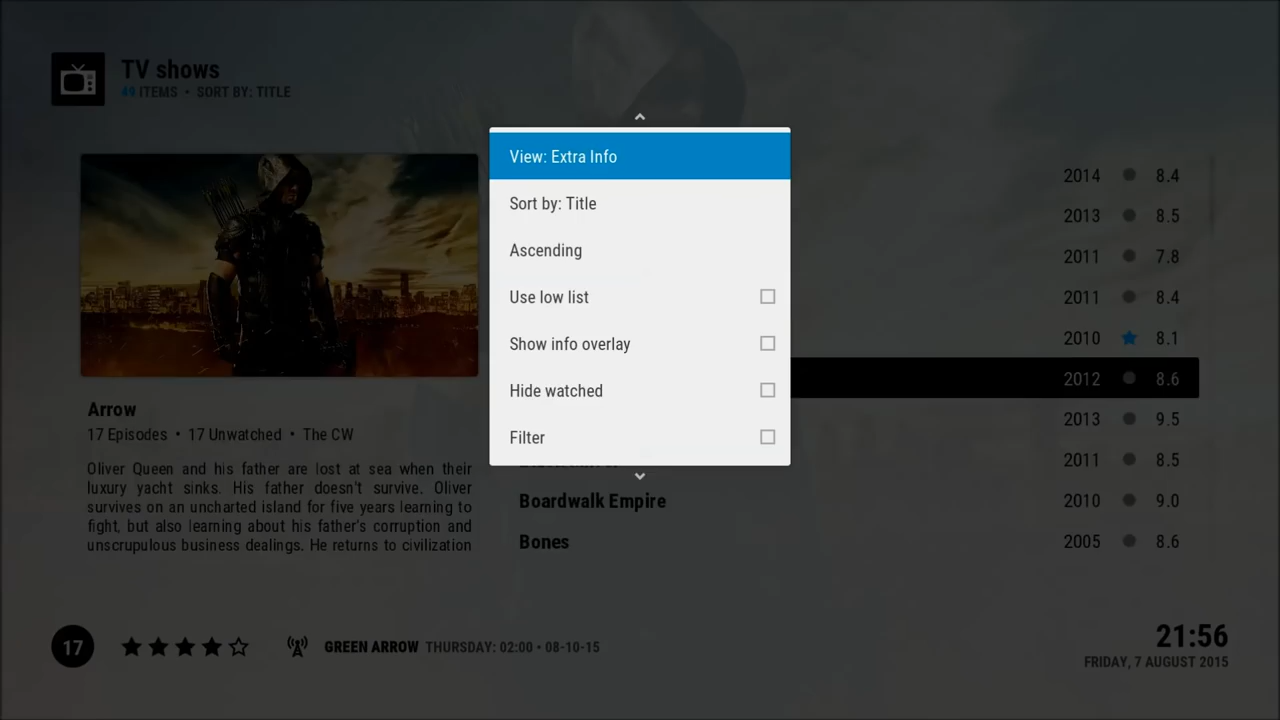 TV shows
49 ITEMS • SORT BY: TITLE
View: Extra Info
Sort by: Title
Ascending
Use low list
Show info overlay
Hide watched
Filter
2014 8.4
2013 8.5
2011 7.8
2011 8.4
2010 8.1
2012 8.6
2013 9.5
2011 8.5
Boardwalk Empire 2010 9.0
Bones 2005 8.6
Arrow
17 Episodes • 17 Unwatched • The CW
Oliver Queen and his father are lost at sea when their
luxury yacht sinks. His father doesn't survive. Oliver
survives on an uncharted island for five years learning to
fight, but also learning about his father's corruption and
unscrupulous business dealings. He returns to civilization
17
GREEN ARROW THURSDAY: 02:00 • 08-10-15
21:56
FRIDAY, 7 AUGUST 2015